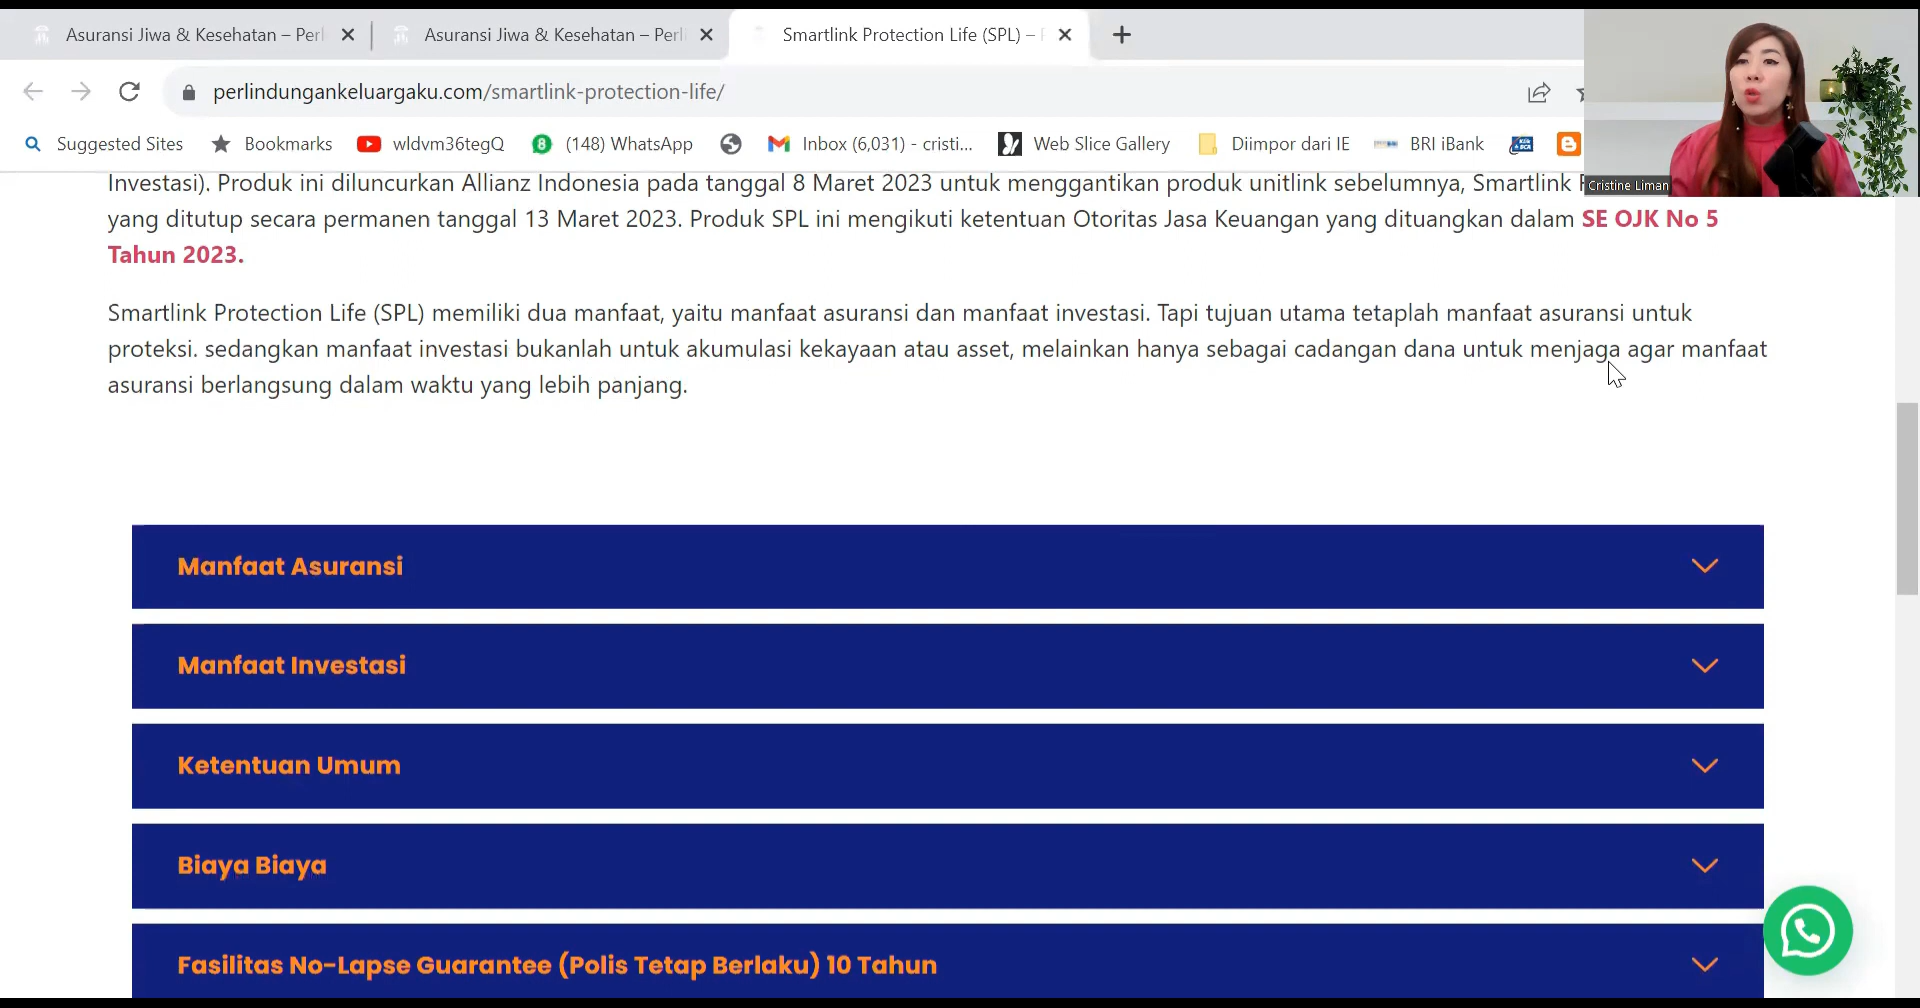 Asuransi Jiwa & Kesehatan – Perl
Asuransi Jiwa & Kesehatan – Perl
Smartlink Protection Life (SPL) –
perlindungankeluargaku.com/smartlink-protection-life/
Suggested Sites
Bookmarks
wldvm36tegQ
(148) WhatsApp
Inbox (6,031) - cristi...
Web Slice Gallery
Diimpor dari IE
BRI iBank
Cristine Liman
Investasi). Produk ini diluncurkan Allianz Indonesia pada tanggal 8 Maret 2023 untuk menggantikan produk unitlink sebelumnya, Smartlink
yang ditutup secara permanen tanggal 13 Maret 2023. Produk SPL ini mengikuti ketentuan Otoritas Jasa Keuangan yang dituangkan dalam SE OJK No 5
Tahun 2023.
Smartlink Protection Life (SPL) memiliki dua manfaat, yaitu manfaat asuransi dan manfaat investasi. Tapi tujuan utama tetaplah manfaat asuransi untuk
proteksi. sedangkan manfaat investasi bukanlah untuk akumulasi kekayaan atau asset, melainkan hanya sebagai cadangan dana untuk menjaga agar manfaat
asuransi berlangsung dalam waktu yang lebih panjang.
Manfaat Asuransi
Manfaat Investasi
Ketentuan Umum
Biaya Biaya
Fasilitas No-Lapse Guarantee (Polis Tetap Berlaku) 10 Tahun